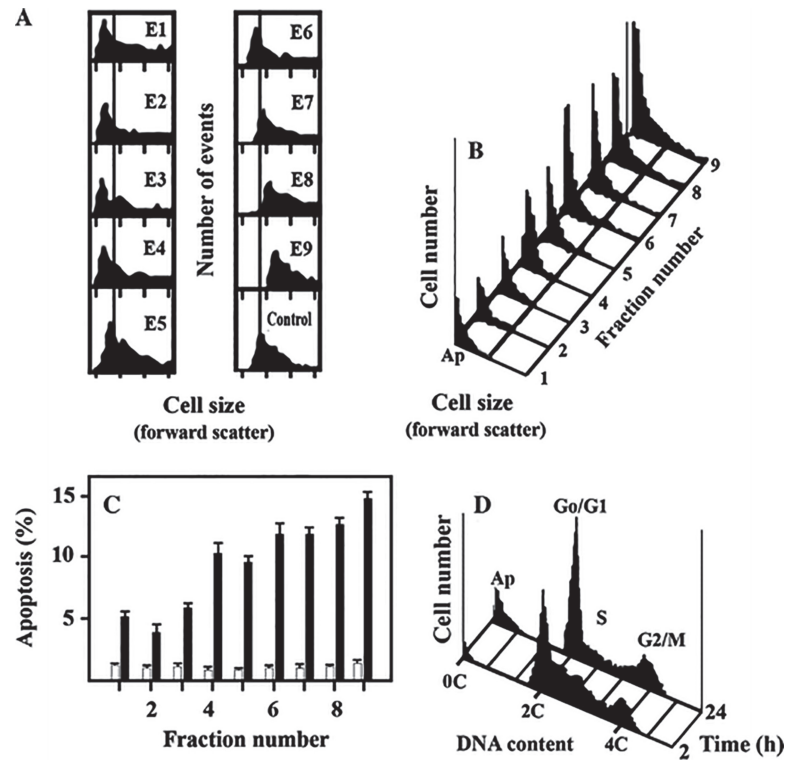 A
E1
E2
E3
E4
E5
Number of events
E6
E7
E8
E9
Control
Cell size
(forward scatter)
B
Cell number
Ap
1
2
3
4
5
6
7
8
9
Fraction number
Cell size
(forward scatter)
C
Apoptosis (%)
15
10
5
2
4
6
8
Fraction number
D
Cell number
Ap
Go/G1
S
G2/M
0C
2C
4C
DNA content
2
24
Time (h)